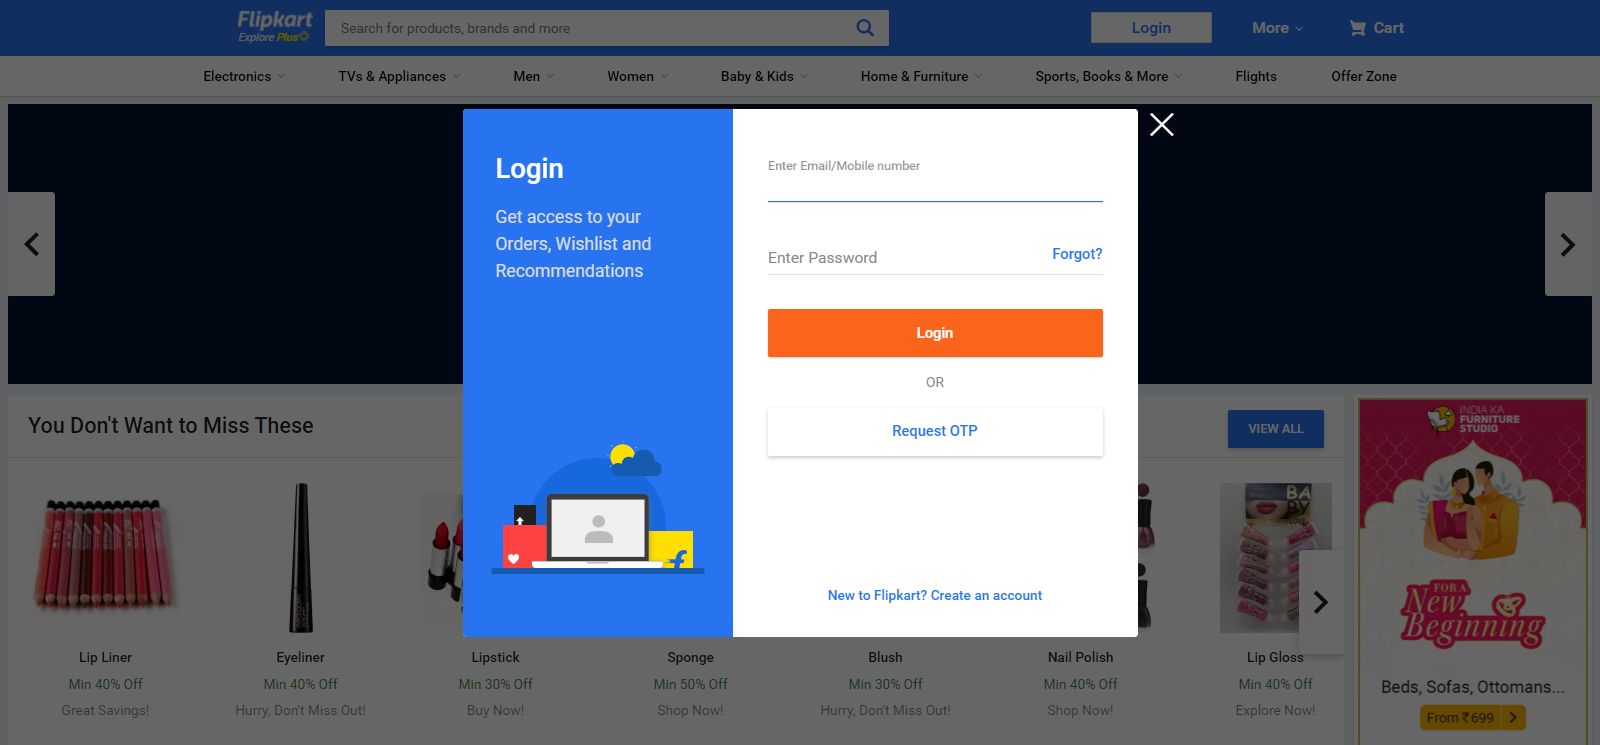 Flipkart
Explore Plus
Search for products, brands and more
Login
More
Cart
Electronics
TVs & Appliances
Men
Women
Baby & Kids
Home & Furniture
Sports, Books & More
Flights
Offer Zone
Login
Get access to your
Orders, Wishlist and
Recommendations
Enter Email/Mobile number
Enter Password
Forgot?
Login
OR
Request OTP
New to Flipkart? Create an account
You Don't Want to Miss These
VIEW ALL
Lip Liner
Min 40% Off
Great Savings!
Eyeliner
Min 40% Off
Hurry, Don't Miss Out!
Lipstick
Min 30% Off
Buy Now!
Sponge
Min 50% Off
Shop Now!
Blush
Min 30% Off
Hurry, Don't Miss Out!
Nail Polish
Min 40% Off
Shop Now!
BA
BY
LOVE
Lip Gloss
Min 40% Off
Explore Now!
INDIA KA
FURNITURE
STUDIO
FOR A
New
Beginning
Beds, Sofas, Ottomans...
From ₹699